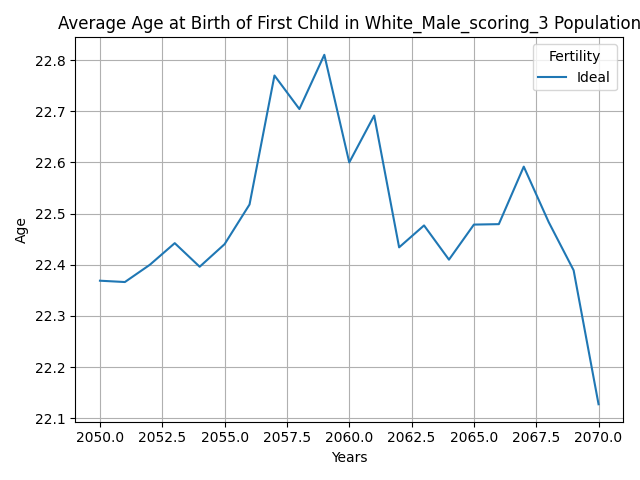 Average Age at Birth of First Child in White_Male_scoring_3 Population
Fertility
Ideal
22.8
22.7
22.6
22.5
22.4
22.3
22.2
22.1
Age
2050.0 2052.5 2055.0 2057.5 2060.0 2062.5 2065.0 2067.5 2070.0
Years